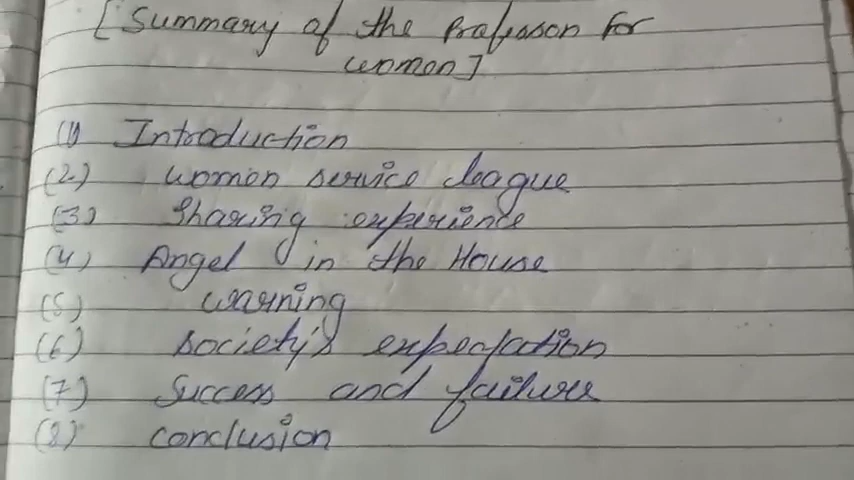 [Summary of the Profession For
women]
(1) Introduction
(2) women service league
(3) Sharing experience
(4) Angel in the House
(5) warning
(6) society's expectation
(7) Success and failure
(8) conclusion